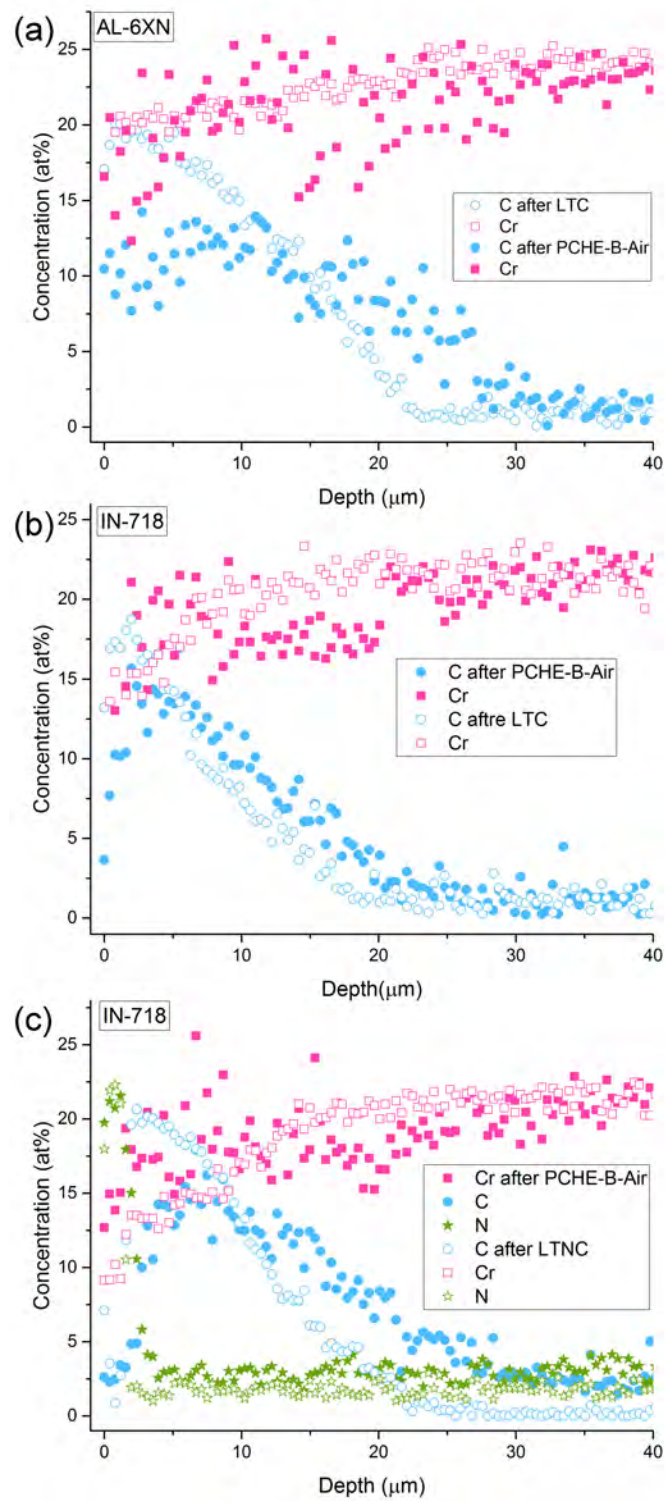 (a)
AL-6XN
25
20
15
10
5
0
Concentration (at%)
C after LTC
Cr
C after PCHE-B-Air
Cr
0 10 20 30 40
Depth (μm)
(b)
IN-718
25
20
15
10
5
0
Concentration (at%)
C after PCHE-B-Air
Cr
C aftre LTC
Cr
0 10 20 30 40
Depth(μm)
(c)
IN-718
25
20
15
10
5
0
Concentration (at%)
Cr after PCHE-B-Air
C
N
C after LTNC
Cr
N
0 10 20 30 40
Depth (μm)